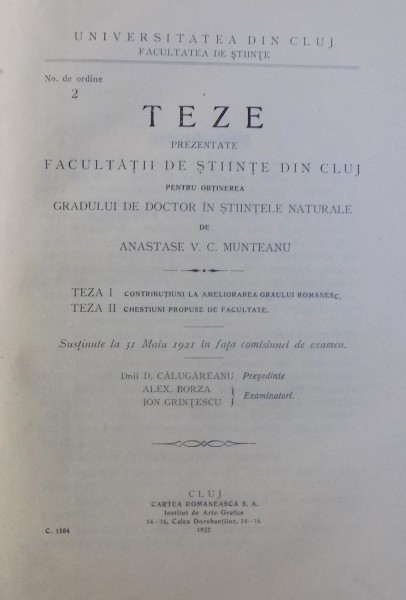 UNIVERSITATEA DIN CLUJ
FACULTATEA DE ȘTIINȚE
No. de ordine
2
TEZE
PREZENTATE
FACULTĂȚII DE ȘTIINȚE DIN CLUJ
PENTRU OBȚINEREA
GRADULUI DE DOCTOR ÎN ȘTIINȚELE NATURALE
DE
ANASTASE V. C. MUNTEANU
TEZA I CONTRIBUȚIUNI LA AMELIORAREA GRAULUI ROMANESC.
TEZA II CHESTIUNI PROPUSE DE FACULTATE.
Susținute la 31 Maiu 1921 în fața comisiunei de examen.
Dnii D. CĂLUGĂREANU Președinte
ALEX. BORZA
ION GRINȚESCU } Examinatori.
CLUJ
CARTEA ROMANEASCA S. A.
Institut de Arte Grafice
14—16, Calea Dorobanților, 14—16
C. 1504 1922